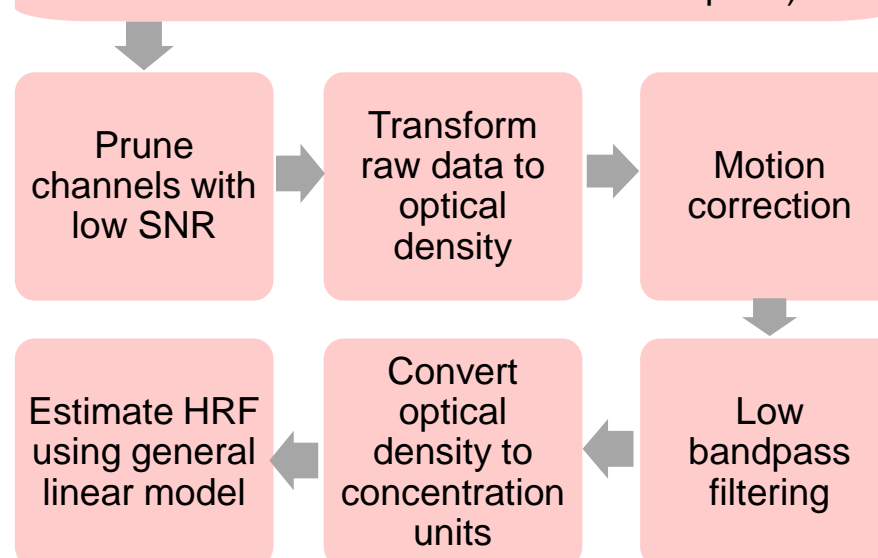 Prune
channels with
low SNR
Transform
raw data to
optical
density
Motion
correction
Low
bandpass
filtering
Convert
optical
density to
concentration
units
Estimate HRF
using general
linear model